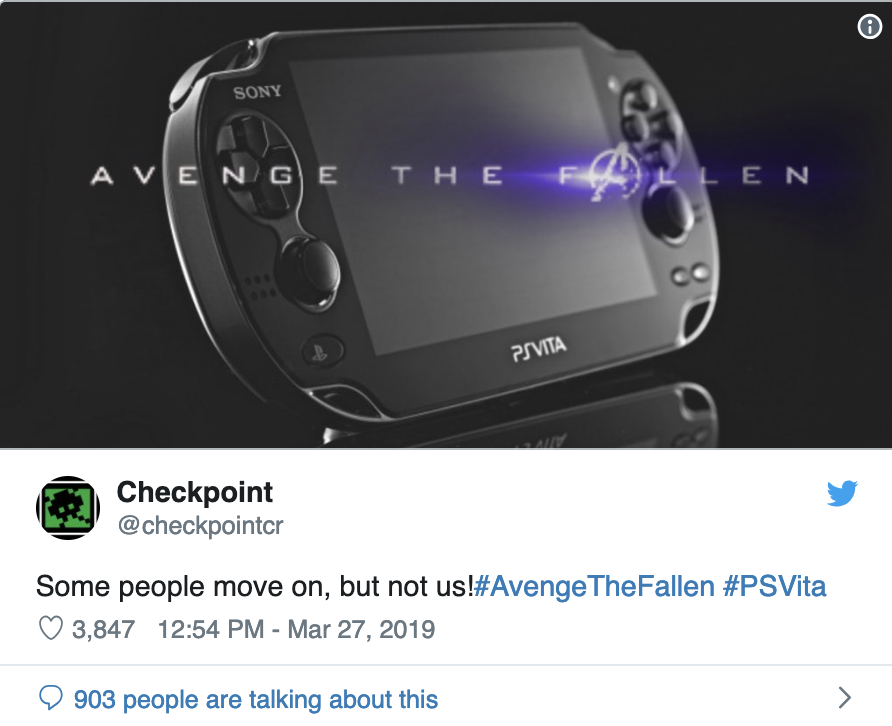 SONY
AVENGE THE FALLEN
PSVITA
Checkpoint
@checkpointcr
Some people move on, but not us!#AvengeTheFallen #PSVita
3,847 12:54 PM - Mar 27, 2019
903 people are talking about this